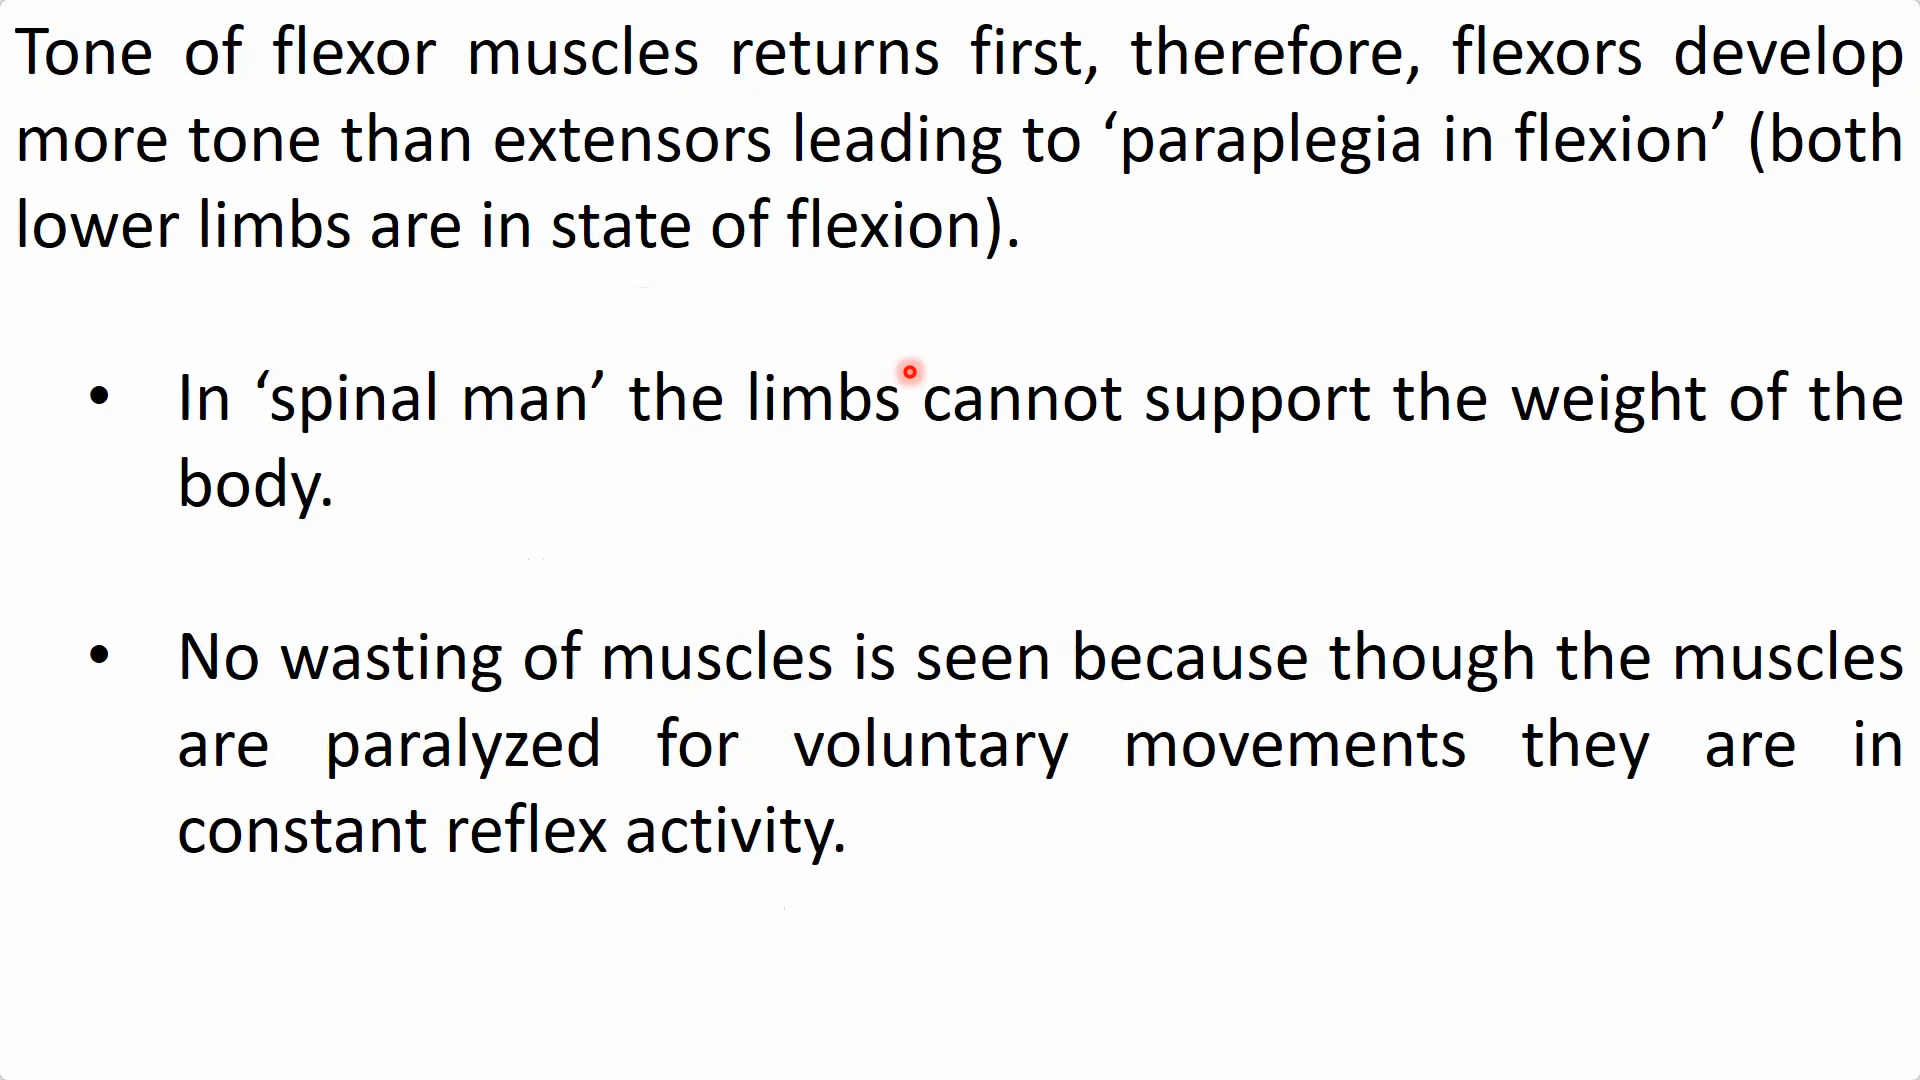 Tone of flexor muscles returns first, therefore, flexors develop
more tone than extensors leading to ‘paraplegia in flexion’ (both
lower limbs are in state of flexion).
• In ‘spinal man’ the limbs cannot support the weight of the
body.
• No wasting of muscles is seen because though the muscles
are paralyzed for voluntary movements they are in
constant reflex activity.